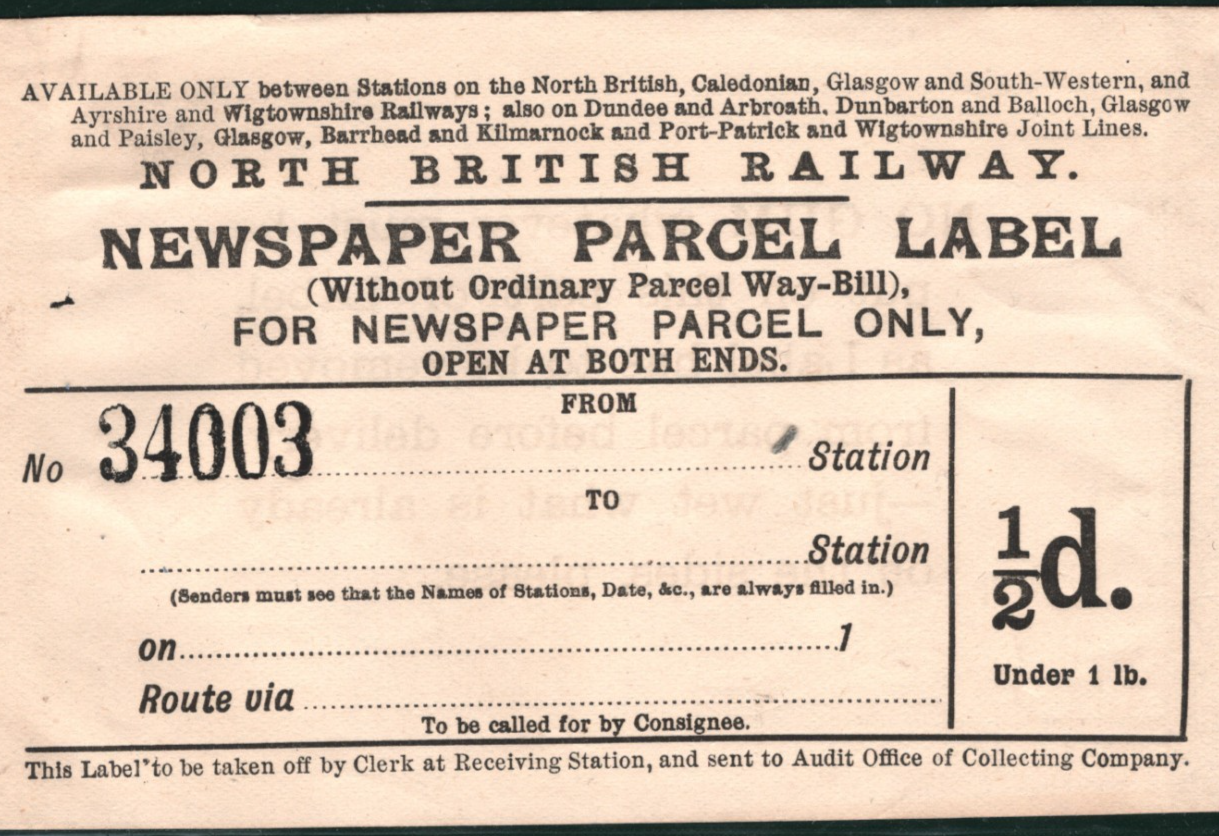 AVAILABLE ONLY between Stations on the North British, Caledonian, Glasgow and South-Western, and
Ayrshire and Wigtownshire Railways; also on Dundee and Arbroath, Dunbarton and Balloch, Glasgow
and Paisley, Glasgow, Barrhead and Kilmarnock and Port-Patrick and Wigtownshire Joint Lines.
NORTH BRITISH RAILWAY.
NEWSPAPER PARCEL LABEL
(Without Ordinary Parcel Way-Bill),
FOR NEWSPAPER PARCEL ONLY,
OPEN AT BOTH ENDS.
FROM
No 34003 Station
TO
Station
(Senders must see that the Names of Stations, Date, &c., are always filled in.)
on 1
Route via
To be called for by Consignee.
½d.
Under 1 lb.
This Label to be taken off by Clerk at Receiving Station, and sent to Audit Office of Collecting Company.